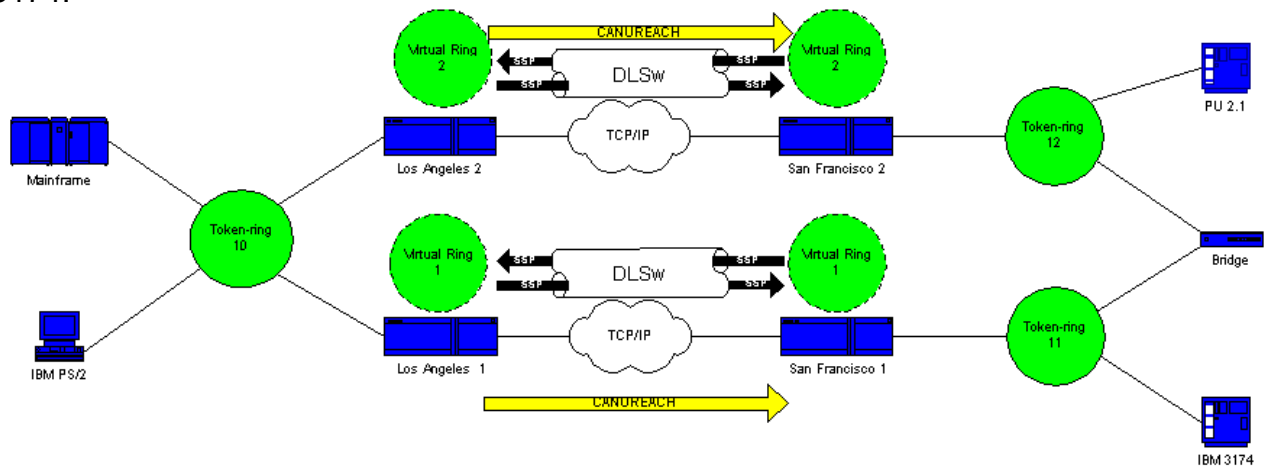 CANUREACH
Virtual Ring
2
SSP
SSP
DLSw
SSP
SSP
Virtual Ring
2
TCP/IP
Los Angeles 2
San Francisco 2
Token-ring
12
PU 2.1
Mainframe
Token-ring
10
Bridge
Virtual Ring
1
SSP
SSP
DLSw
SSP
SSP
Virtual Ring
1
TCP/IP
Los Angeles 1
San Francisco 1
Token-ring
11
IBM PS/2
CANUREACH
IBM 3174